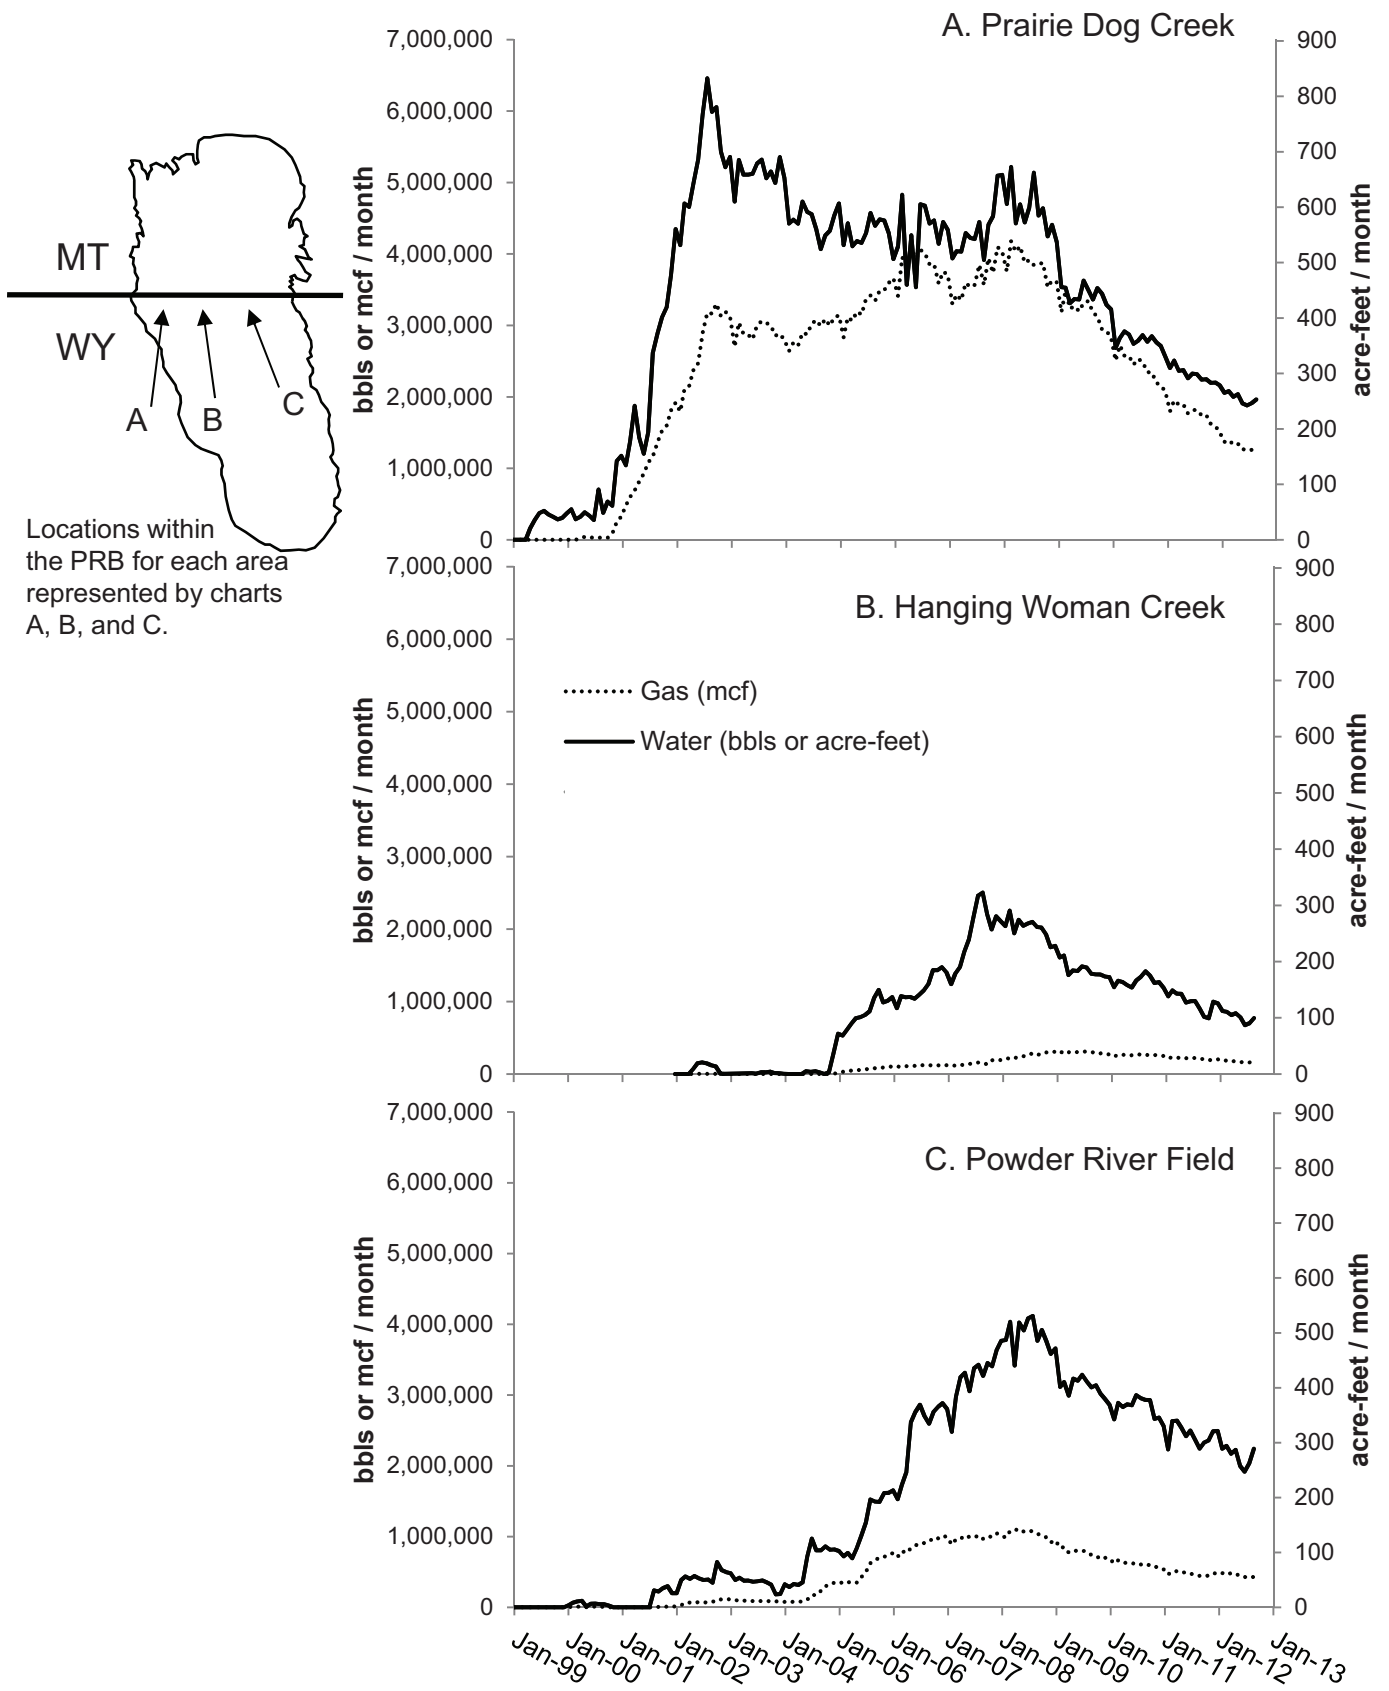 A. Prairie Dog Creek
7,000,000
6,000,000
5,000,000
4,000,000
3,000,000
2,000,000
1,000,000
0
bbls or mcf / month
900
800
700
600
500
400
300
200
100
0
acre-feet / month
MT
WY
A
B
C
Locations within
the PRB for each area
represented by charts
A, B, and C.
B. Hanging Woman Creek
7,000,000
6,000,000
5,000,000
4,000,000
3,000,000
2,000,000
1,000,000
0
bbls or mcf / month
Gas (mcf)
Water (bbls or acre-feet)
900
800
700
600
500
400
300
200
100
0
acre-feet / month
C. Powder River Field
7,000,000
6,000,000
5,000,000
4,000,000
3,000,000
2,000,000
1,000,000
0
bbls or mcf / month
900
800
700
600
500
400
300
200
100
0
acre-feet / month
Jan-99
Jan-00
Jan-01
Jan-02
Jan-03
Jan-04
Jan-05
Jan-06
Jan-07
Jan-08
Jan-09
Jan-10
Jan-11
Jan-12
Jan-13